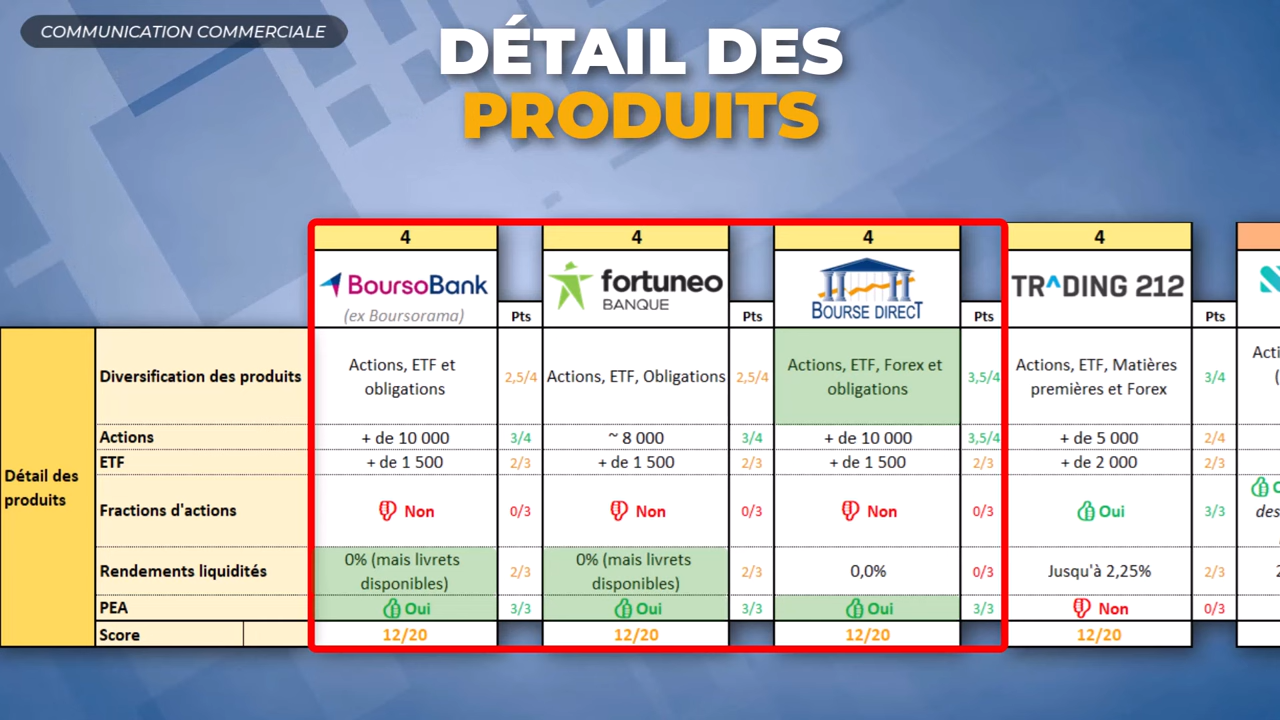 COMMUNICATION COMMERCIALE
DÉTAIL DES
PRODUITS
4
4
4
4
BoursoBank
(ex Boursorama)
Pts
fortuneo
BANQUE
Pts
BOURSE DIRECT
Pts
TRADING 212
Pts
Détail des
produits
Diversification des produits
Actions, ETF et
obligations
2,5/4
Actions, ETF, Obligations
2,5/4
Actions, ETF, Forex et
obligations
3,5/4
Actions, ETF, Matières
premières et Forex
3/4
Actions
+ de 10 000
3/4
~ 8 000
3/4
+ de 10 000
3,5/4
+ de 5 000
2/4
ETF
+ de 1 500
2/3
+ de 1 500
2/3
+ de 1 500
2/3
+ de 2 000
2/3
Fractions d'actions
Non
0/3
Non
0/3
Non
0/3
Oui
3/3
Rendements liquidités
0% (mais livrets
disponibles)
2/3
0% (mais livrets
disponibles)
2/3
0,0%
0/3
Jusqu'à 2,25%
2/3
PEA
Oui
3/3
Oui
3/3
Oui
3/3
Non
0/3
Score
12/20
12/20
12/20
12/20